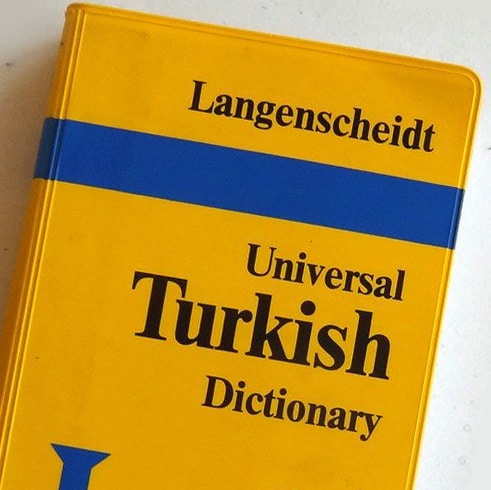 Langenscheidt
Universal
Turkish
Dictionary